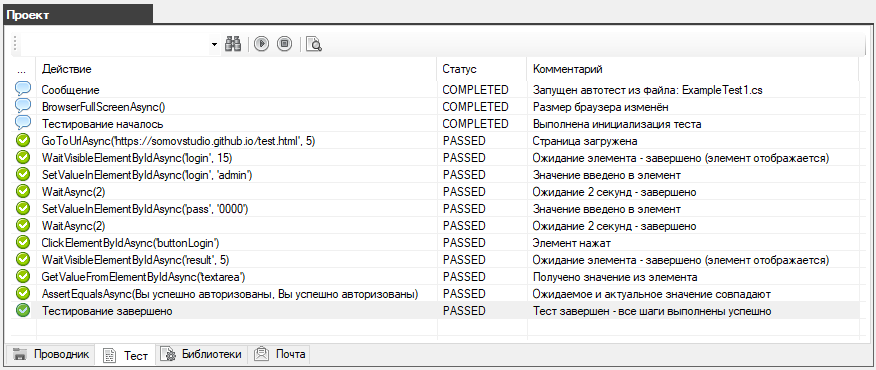 Проект
... Действие Статус Комментарий
Сообщение COMPLETED Запущен автотест из файла: ExampleTest1.cs
BrowserFullScreenAsync() COMPLETED Размер браузера изменён
Тестирование началось COMPLETED Выполнена инициализация теста
GoToUrlAsync('https://somovstudio.github.io/test.html', 5) PASSED Страница загружена
WaitVisibleElementByIdAsync('login', 15) PASSED Ожидание элемента - завершено (элемент отображается)
SetValueInElementByIdAsync('login', 'admin') PASSED Значение введено в элемент
WaitAsync(2) PASSED Ожидание 2 секунд - завершено
SetValueInElementByIdAsync('pass', '0000') PASSED Значение введено в элемент
WaitAsync(2) PASSED Ожидание 2 секунд - завершено
ClickElementByIdAsync('buttonLogin') PASSED Элемент нажат
WaitVisibleElementByIdAsync('result', 5) PASSED Ожидание элемента - завершено (элемент отображается)
GetValueFromElementByIdAsync('textarea') PASSED Получено значение из элемента
AssertEqualsAsync(Вы успешно авторизованы, Вы успешно авторизованы) PASSED Ожидаемое и актуальное значение совпадают
Тестирование завершено PASSED Тест завершен - все шаги выполнены успешно
Проводник Тест Библиотеки Почта